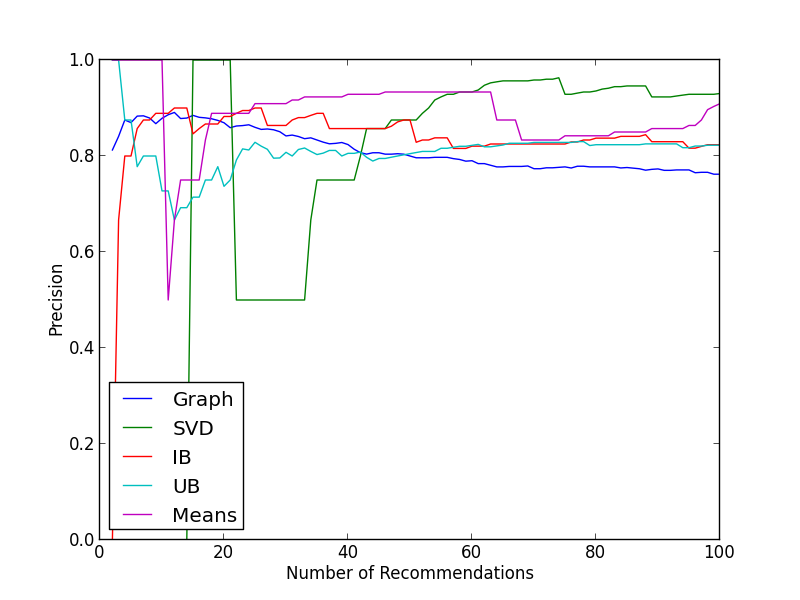 1.0
0.8
0.6
0.4
0.2
0.0
Precision
Graph
SVD
IB
UB
Means
0 20 40 60 80 100
Number of Recommendations